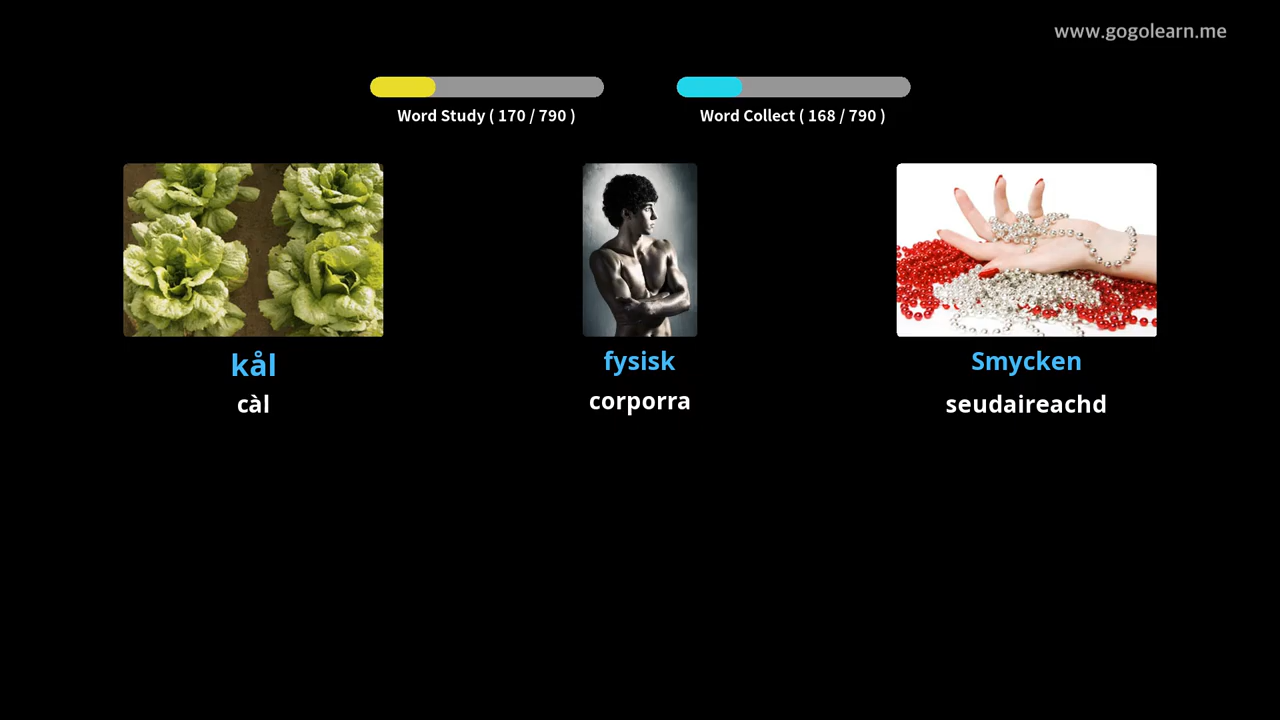 www.gogolearn.me
Word Study ( 170 / 790 )
Word Collect ( 168 / 790 )
kål
fysisk
Smycken
càl
corporra
seudaireachd